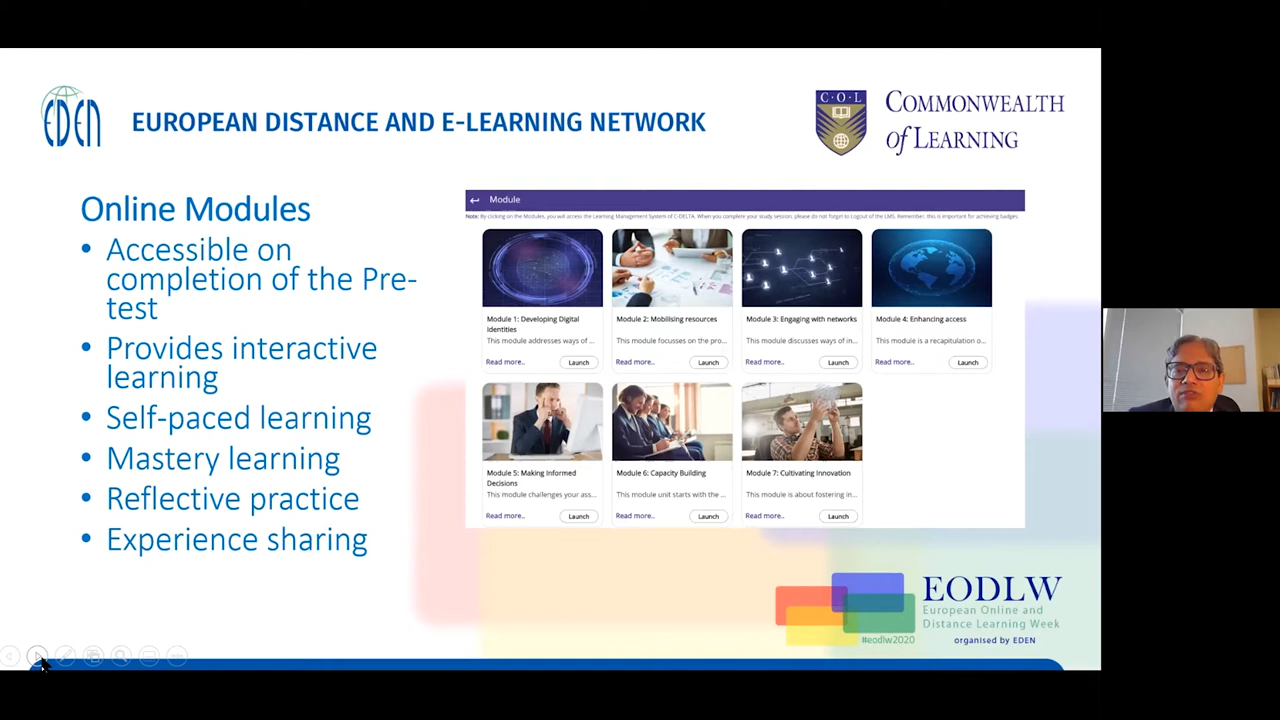 EDEN
EUROPEAN DISTANCE AND E-LEARNING NETWORK
C·O·L
COMMONWEALTH
of LEARNING
Online Modules
• Accessible on
completion of the Pre-
test
• Provides interactive
learning
• Self-paced learning
• Mastery learning
• Reflective practice
• Experience sharing
Module
Note: By clicking on the Modules, you will access the Learning Management System of C-DELTA. When you complete your study session, please do not forget to Logout of the LMS. Remember, this is important for achieving badges
Module 1: Developing Digital
Identities
This module addresses ways of ...
Read more..
Launch
Module 2: Mobilising resources
This module focusses on the pro...
Read more..
Launch
Module 3: Engaging with networks
This module discusses ways of in...
Read more..
Launch
Module 4: Enhancing access
This module is a recapitulation o...
Read more..
Launch
Module 5: Making Informed
Decisions
This module challenges your ass...
Read more..
Launch
Module 6: Capacity Building
This module unit starts with the ...
Read more..
Launch
Module 7: Cultivating Innovation
This module is about fostering in...
Read more..
Launch
EODLW
European Online and
Distance Learning Week
#eodlw2020
organised by EDEN